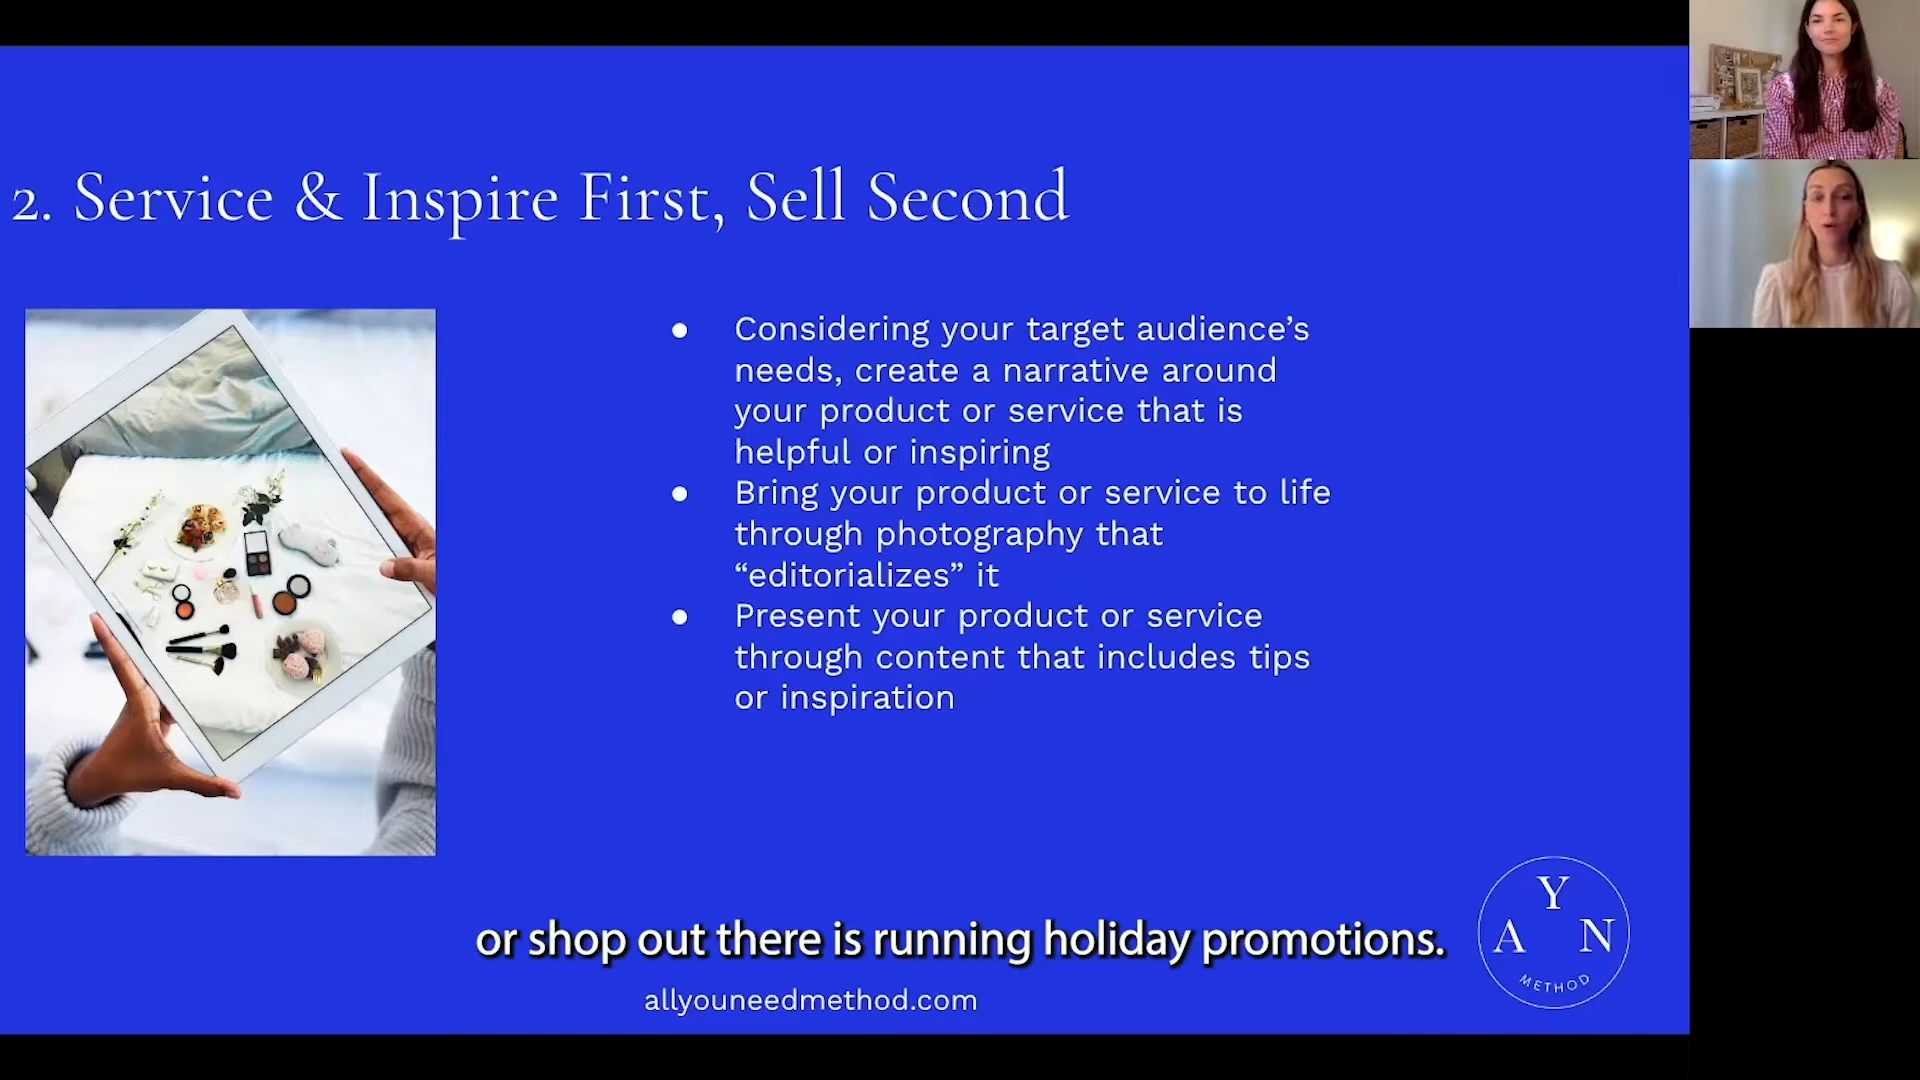 2. Service & Inspire First, Sell Second
● Considering your target audience’s
needs, create a narrative around
your product or service that is
helpful or inspiring
● Bring your product or service to life
through photography that
“editorializes” it
● Present your product or service
through content that includes tips
or inspiration
or shop out there is running holiday promotions.
allyouneedmethod.com
Y
A N
METHOD